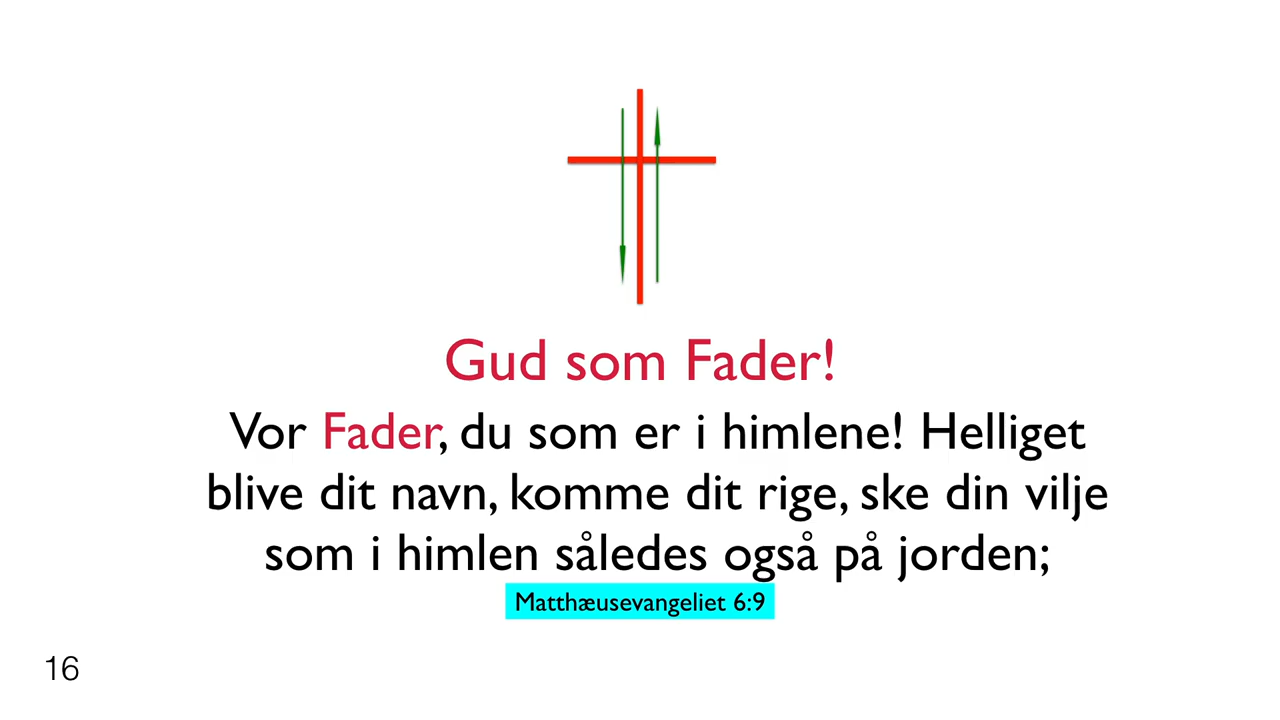 Gud som Fader!
Vor Fader, du som er i himlene! Helliget
blive dit navn, komme dit rige, ske din vilje
som i himlen således også på jorden;
Matthæusevangeliet 6:9
16